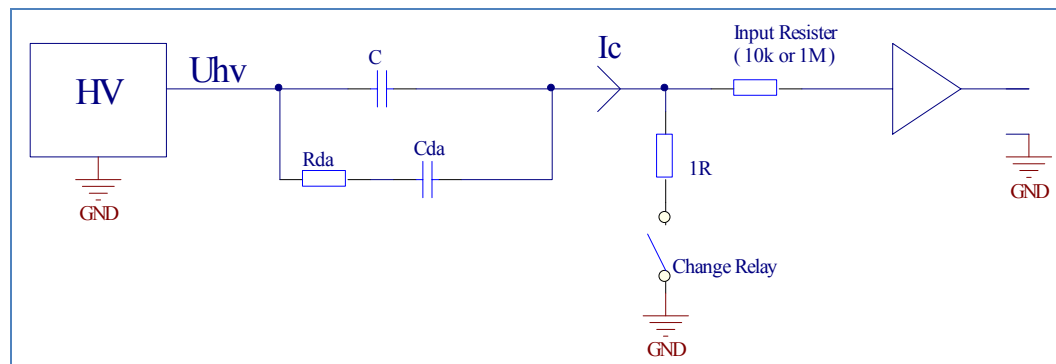 HV
Uhv
C
Ic
Input Resister
( 10k or 1M)
Rda
Cda
1R
Change Relay
GND
GND
GND